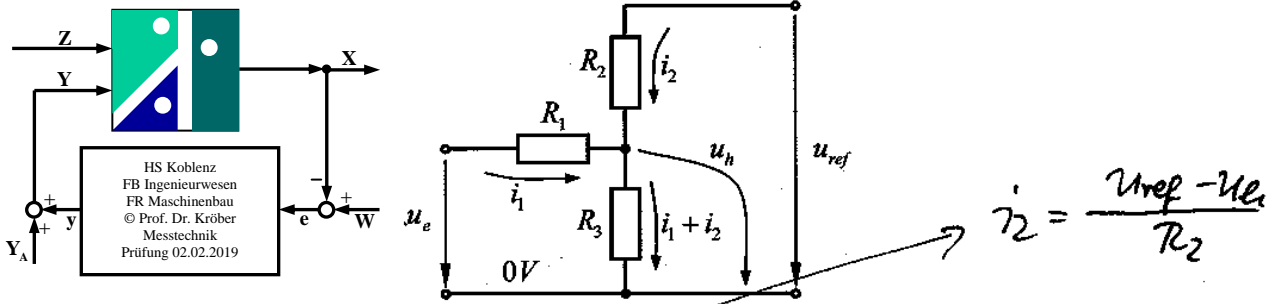 Z
Y
X
HS Koblenz
FB Ingenieurwesen
FR Maschinenbau
© Prof. Dr. Kröber
Messtechnik
Prüfung 02.02.2019
−
+
+
+
y
e
W
Y_A
R_2
i_2
R_1
i_1
u_h
u_ref
u_e
R_3
i_1 + i_2
0V
i_2 = (u_ref − u_h) / R_2